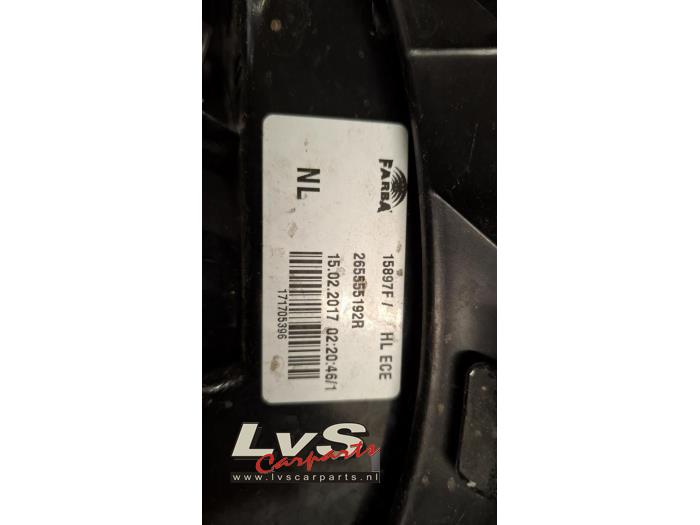 FARBA
15897F / HL ECE
265555192R
15.02.2017 02:20:46/1
NL
171705396
LvS
Carparts
www.lvscarparts.nl